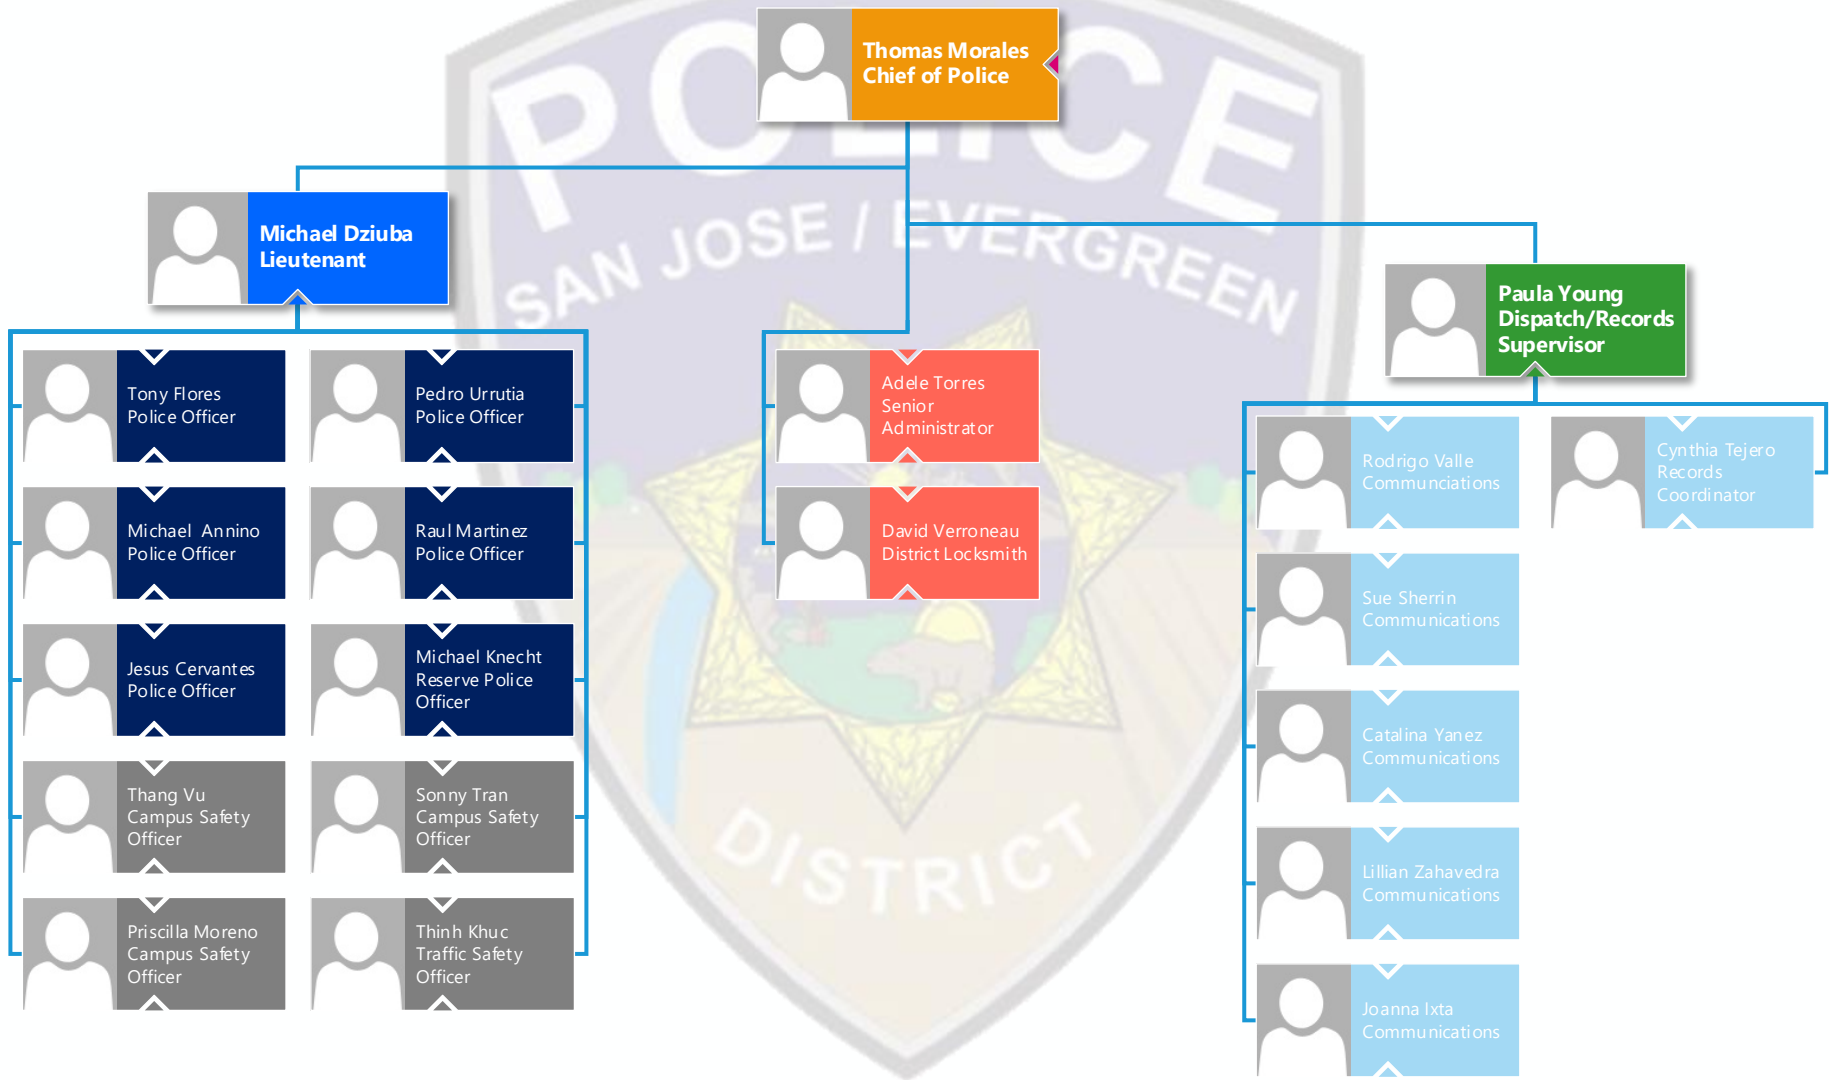 POLICE
SAN JOSE / EVERGREEN
DISTRICT
Thomas Morales
Chief of Police
Michael Dziuba
Lieutenant
Paula Young
Dispatch/Records
Supervisor
Tony Flores
Police Officer
Pedro Urrutia
Police Officer
Michael Annino
Police Officer
Raul Martinez
Police Officer
Jesus Cervantes
Police Officer
Michael Knecht
Reserve Police
Officer
Thang Vu
Campus Safety
Officer
Sonny Tran
Campus Safety
Officer
Priscilla Moreno
Campus Safety
Officer
Thinh Khuc
Traffic Safety
Officer
Adele Torres
Senior
Administrator
David Verroneau
District Locksmith
Rodrigo Valle
Communciations
Cynthia Tejero
Records
Coordinator
Sue Sherrin
Communications
Catalina Yanez
Communications
Lillian Zahavedra
Communications
Joanna Ixta
Communications